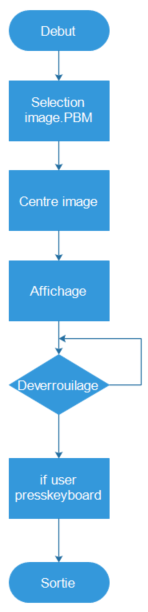 Debut
Selection
image.PBM
Centre image
Affichage
Deverrouilage
if user
presskeyboard
Sortie